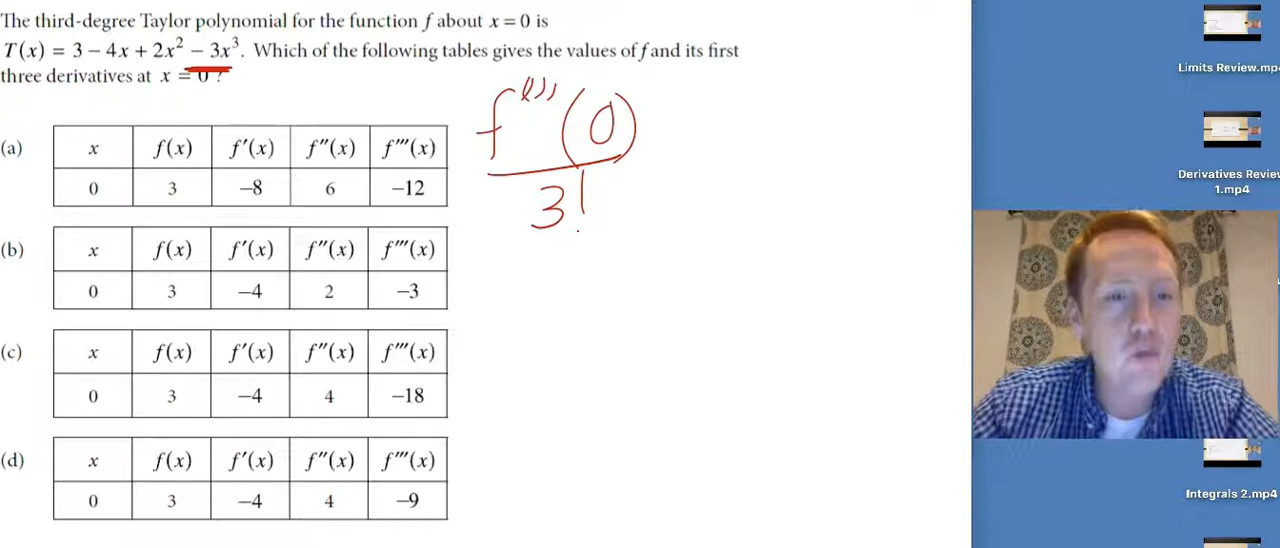 The third-degree Taylor polynomial for the function f about x = 0 is
T(x) = 3 − 4x + 2x² − 3x³. Which of the following tables gives the values of f and its first
three derivatives at x = 0 ?
f'''(0)
3!
(a)
x f(x) f′(x) f″(x) f‴(x)
0 3 −8 6 −12
(b)
x f(x) f′(x) f″(x) f‴(x)
0 3 −4 2 −3
(c)
x f(x) f′(x) f″(x) f‴(x)
0 3 −4 4 −18
(d)
x f(x) f′(x) f″(x) f‴(x)
0 3 −4 4 −9
Limits Review.mp4
Derivatives Review
1.mp4
Integrals 2.mp4